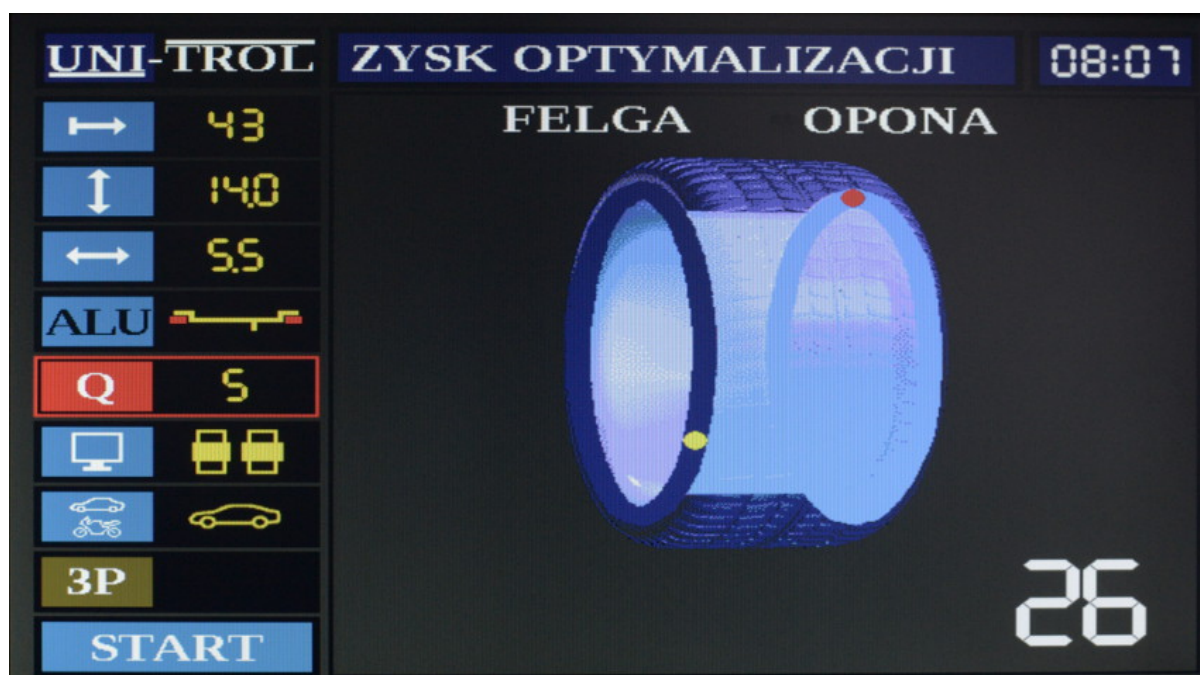 UNI-TROL ZYSK OPTYMALIZACJI 08:07
43 FELGA OPONA
14.0
5.5
ALU
Q 5
3P
26
START